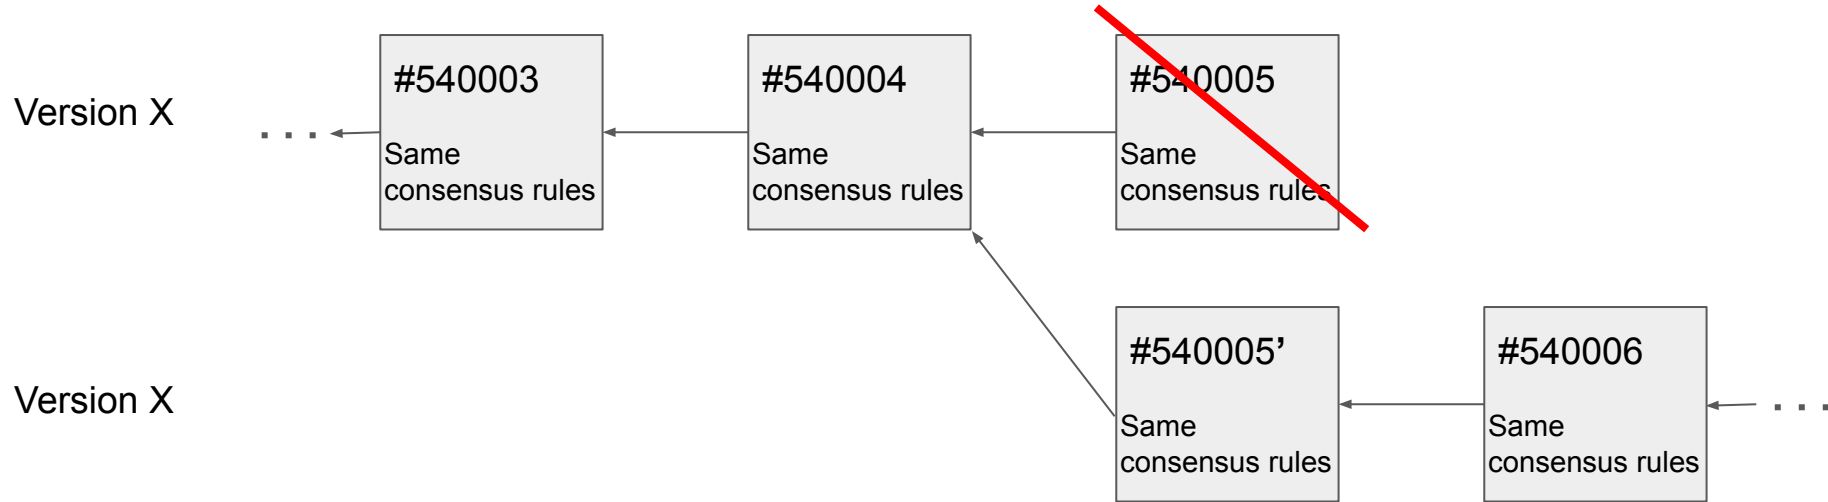 Version X
...
#540003
Same
consensus rules
#540004
Same
consensus rules
#540005
Same
consensus rules
Version X
#540005’
Same
consensus rules
#540006
Same
consensus rules
...